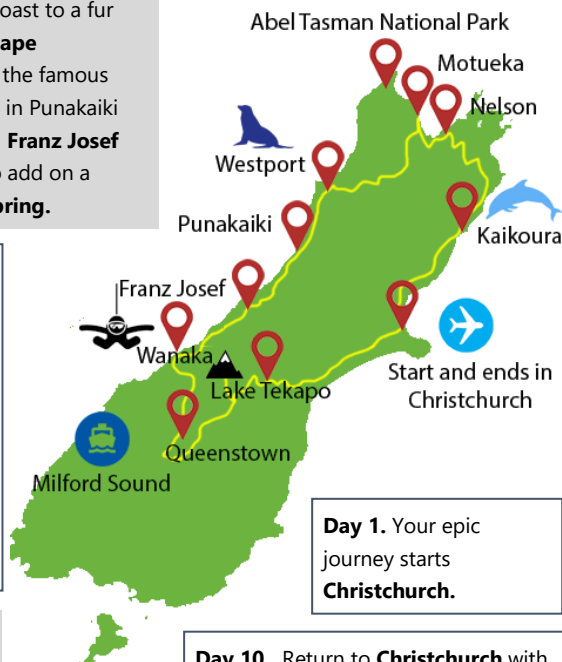 oast to a fur
ape
the famous
in Punakaiki
Franz Josef
add on a
pring.
Abel Tasman National Park
Motueka
Nelson
Westport
Kaikoura
Punakaiki
Franz Josef
Wanaka
Lake Tekapo
Start and ends in
Christchurch
Queenstown
Milford Sound
Day 1. Your epic
journey starts
Christchurch.
Day 10. Return to Christchurch with